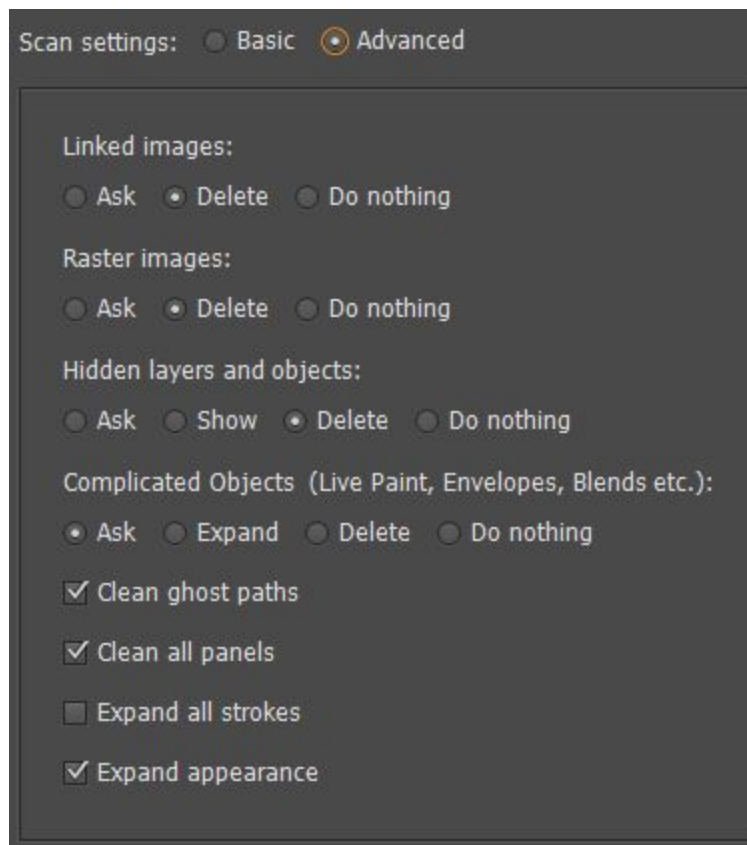 Scan settings: Basic Advanced
Linked images:
Ask Delete Do nothing
Raster images:
Ask Delete Do nothing
Hidden layers and objects:
Ask Show Delete Do nothing
Complicated Objects (Live Paint, Envelopes, Blends etc.):
Ask Expand Delete Do nothing
Clean ghost paths
Clean all panels
Expand all strokes
Expand appearance